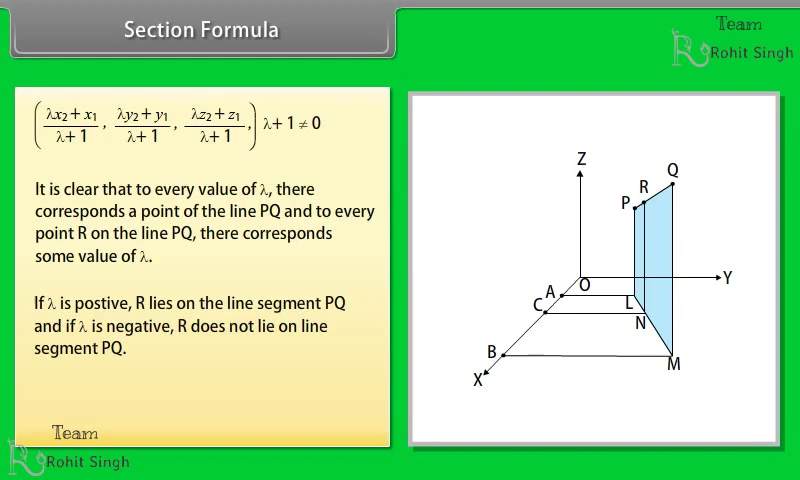 Section Formula
Team
Rohit Singh
(λx₂ + x₁ / λ + 1 , λy₂ + y₁ / λ + 1 , λz₂ + z₁ / λ + 1 ,) λ + 1 ≠ 0
It is clear that to every value of λ, there
corresponds a point of the line PQ and to every
point R on the line PQ, there corresponds
some value of λ.
If λ is postive, R lies on the line segment PQ
and if λ is negative, R does not lie on line
segment PQ.
Z
Q
R
P
O
Y
A
L
C
N
B
M
X
Team
Rohit Singh